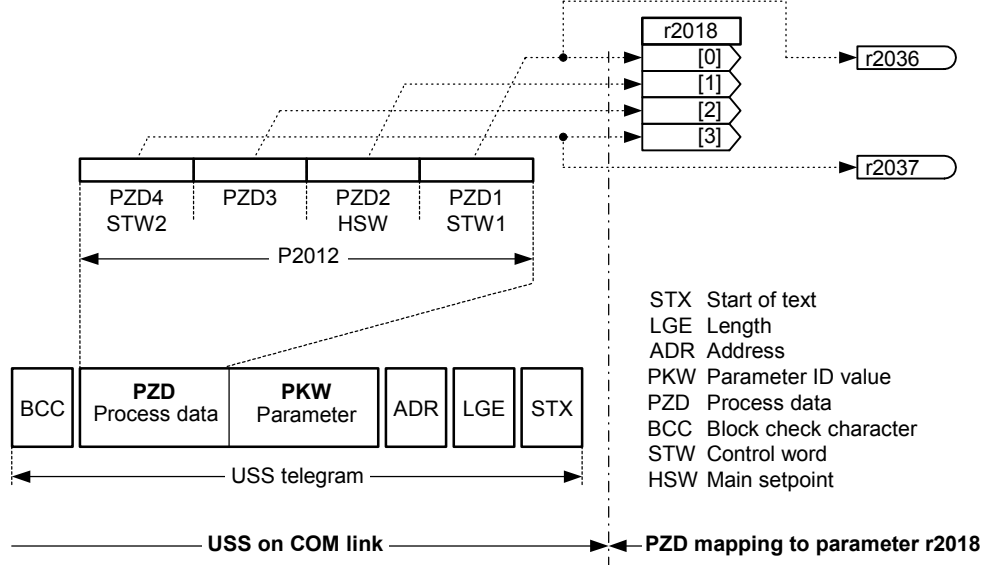 r2018
[0]
r2036
[1]
[2]
[3]
r2037
PZD4 PZD3 PZD2 PZD1
STW2 HSW STW1
P2012
STX Start of text
LGE Length
ADR Address
PKW Parameter ID value
PZD Process data
BCC Block check character
STW Control word
HSW Main setpoint
BCC PZD Process data PKW Parameter ADR LGE STX
USS telegram
USS on COM link
PZD mapping to parameter r2018